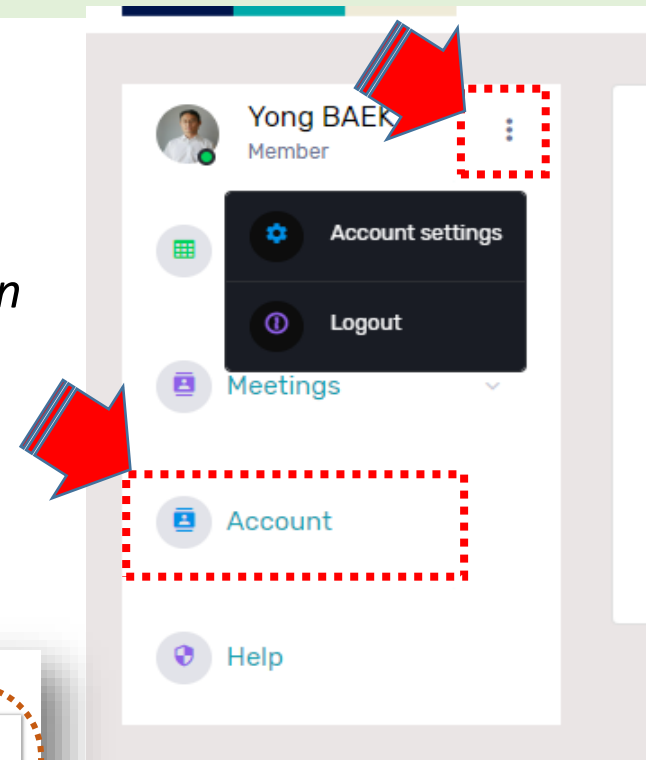 Yong BAEK
Member
Account settings
n
Logout
Meetings
Account
Help